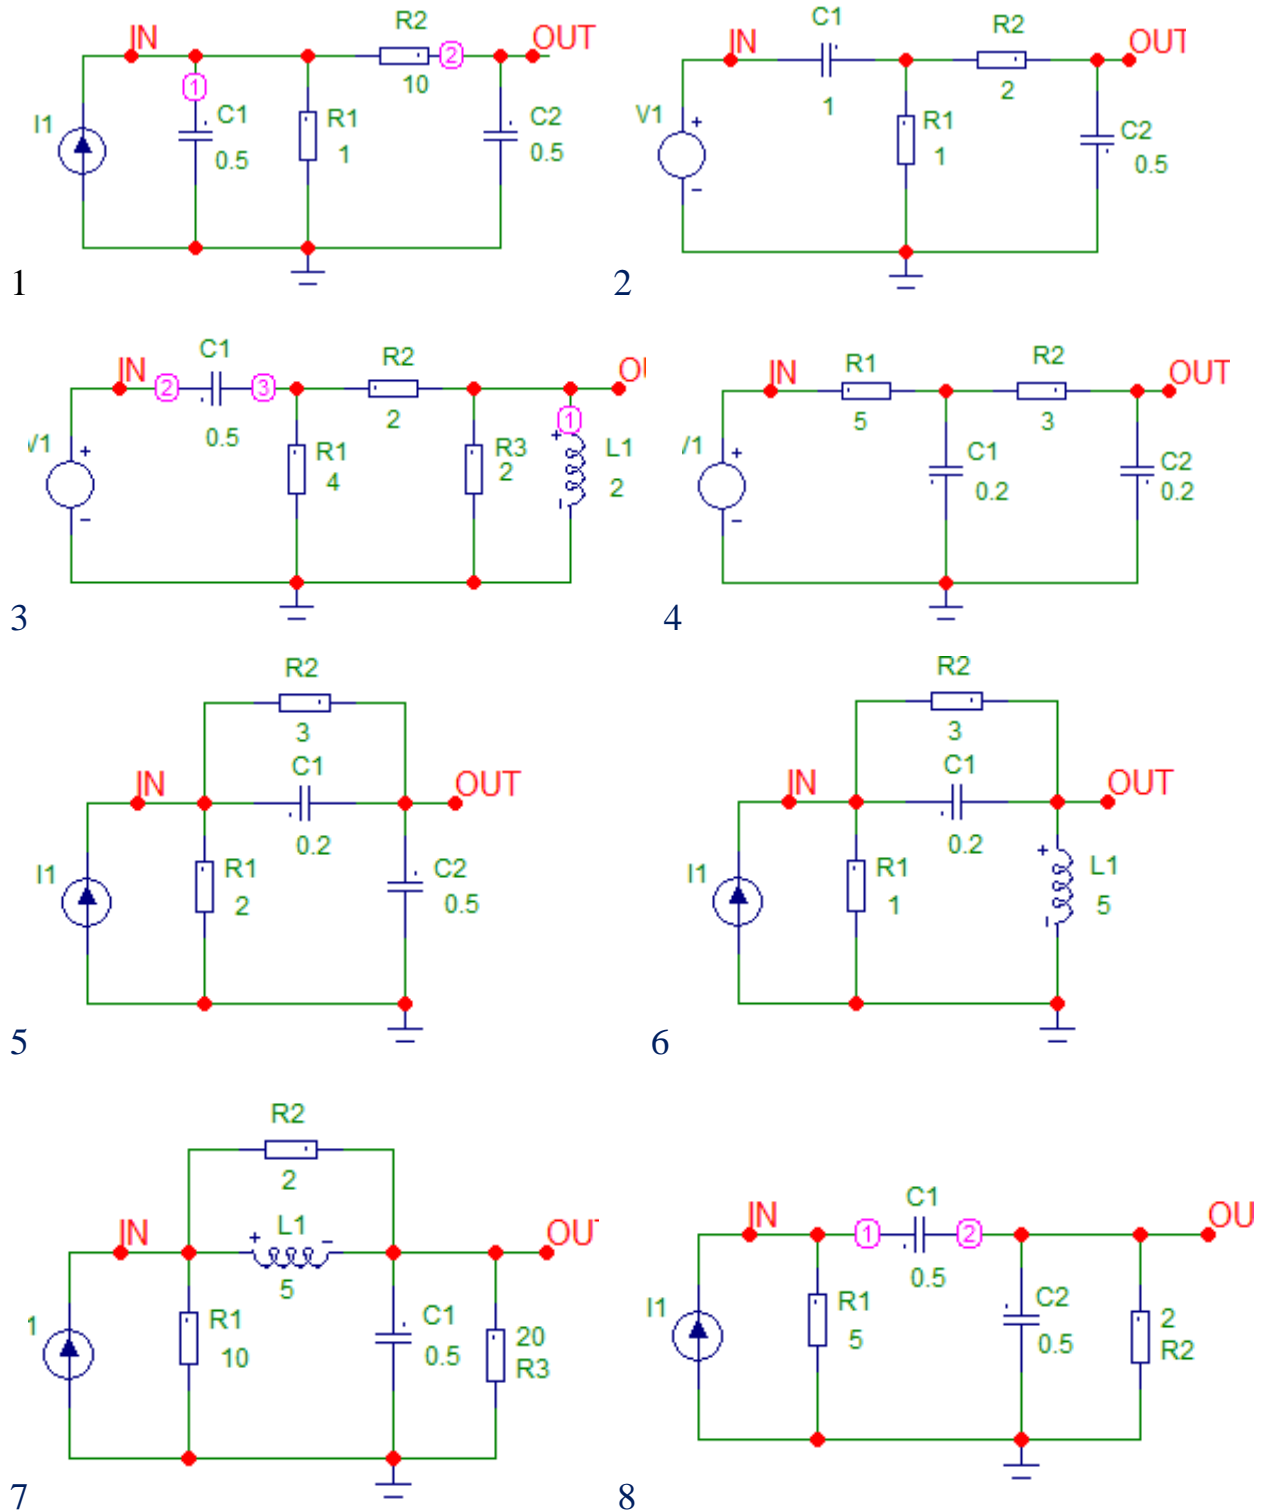 IN R2 OUT
2
1 10
I1 C1 R1 C2
0.5 1 0.5
1
C1 R2 OUT
IN
1 2
V1 R1 C2
1 0.5
2
C1 R2
IN 2 3 OU
0.5 2 1
V1 R1 R3 L1
4 2 2
3
R1 R2 OUT
IN
5 3
V1 C1 C2
0.2 0.2
4
R2
3
C1
IN OUT
0.2
I1 R1 C2
2 0.5
5
R2
3
C1
IN OUT
0.2
I1 R1 L1
1 5
6
R2
2
IN L1 OUT
5
1 R1 C1 20
10 0.5 R3
7
IN C1 OU
1 2
0.5
I1 R1 C2 2
5 0.5 R2
8